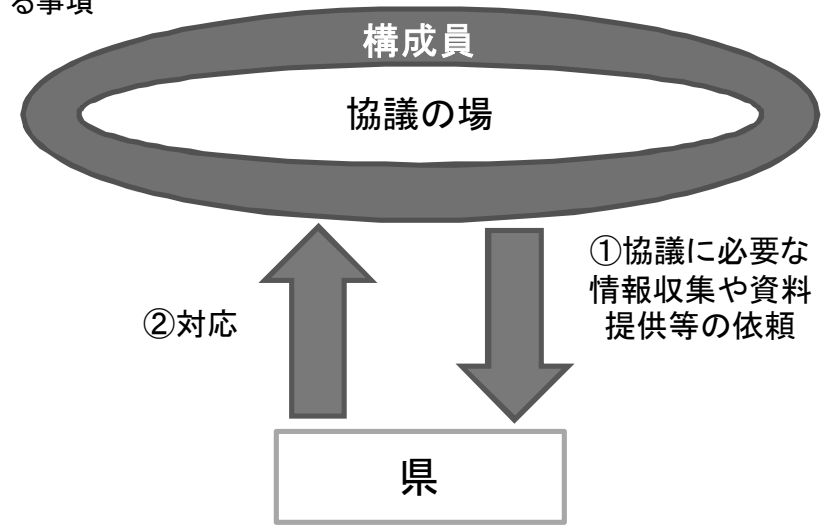 る事項
構成員
協議の場
①協議に必要な
情報収集や資料
提供等の依頼
②対応
県